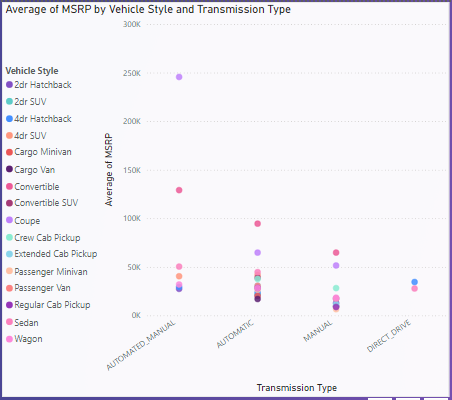 Average of MSRP by Vehicle Style and Transmission Type
Vehicle Style
2dr Hatchback
2dr SUV
4dr Hatchback
4dr SUV
Cargo Minivan
Cargo Van
Convertible
Convertible SUV
Coupe
Crew Cab Pickup
Extended Cab Pickup
Passenger Minivan
Passenger Van
Regular Cab Pickup
Sedan
Wagon
Average of MSRP
300K
250K
200K
150K
100K
50K
0K
AUTOMATED_MANUAL
AUTOMATIC
MANUAL
DIRECT_DRIVE
Transmission Type